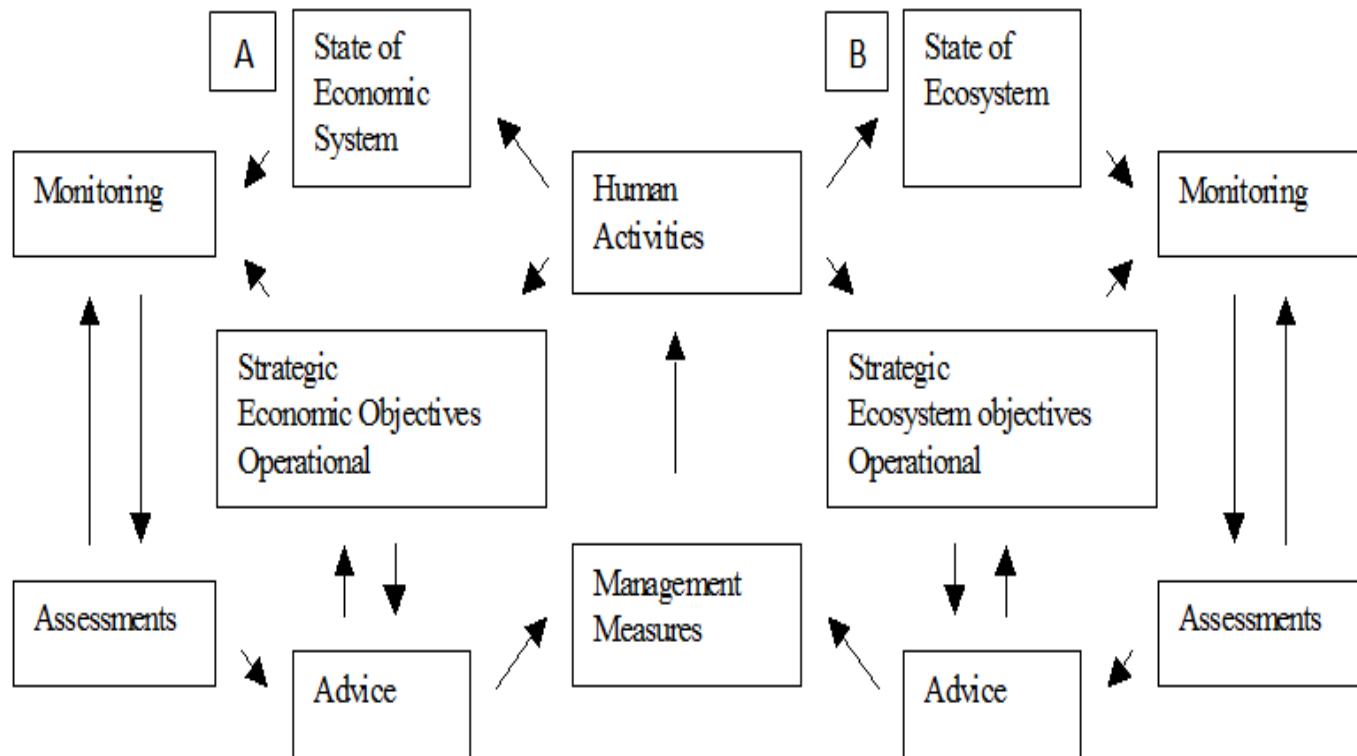 A
State of
Economic
System
B
State of
Ecosystem
Monitoring
Human
Activities
Monitoring
Strategic
Economic Objectives
Operational
Strategic
Ecosystem objectives
Operational
Assessments
Management
Measures
Assessments
Advice
Advice